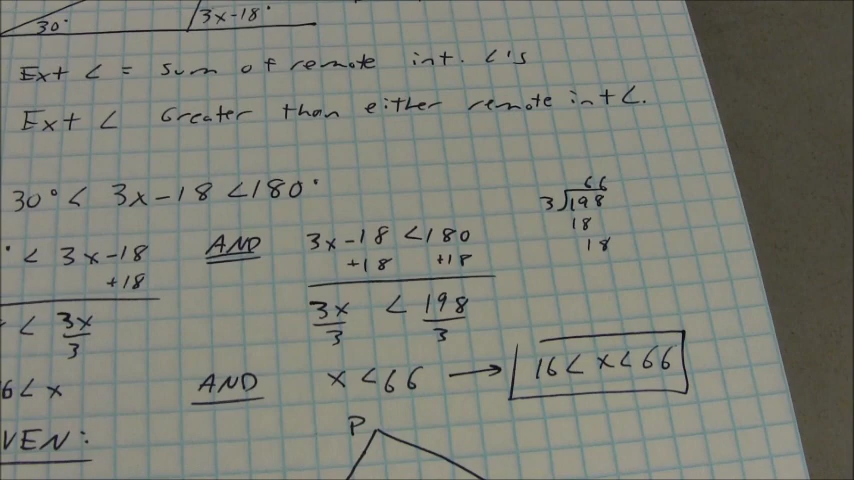 30° 3x-18°
Ext ∠ = sum of remote int. ∠'s
Ext ∠ Greater than either remote int ∠.
30° < 3x-18 < 180°
66
3 198
18
18
° < 3x-18 AND 3x-18 < 180
+18 +18 +18
< 3x/3 3x/3 < 198/3
6 < x AND x < 66 → 16 < x < 66
VEN:
P